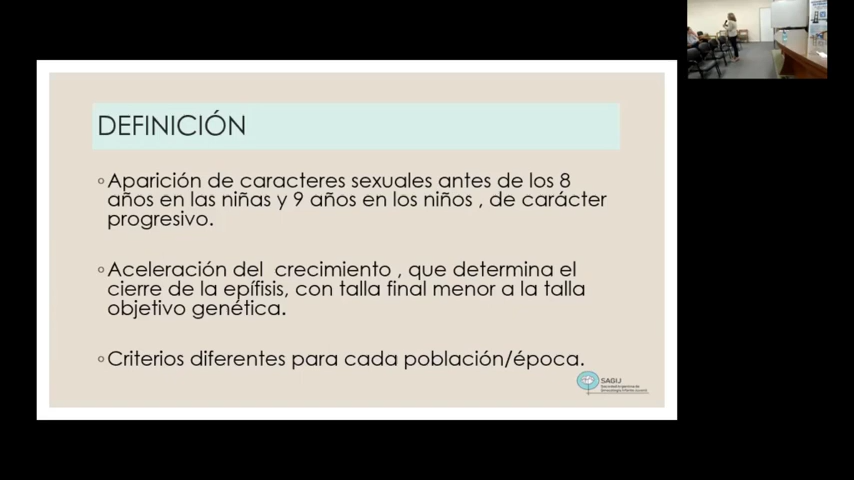 DEFINICIÓN
◦Aparición de caracteres sexuales antes de los 8
años en las niñas y 9 años en los niños , de carácter
progresivo.
◦Aceleración del crecimiento , que determina el
cierre de la epífisis, con talla final menor a la talla
objetivo genética.
◦Criterios diferentes para cada población/época.
SAGIJ